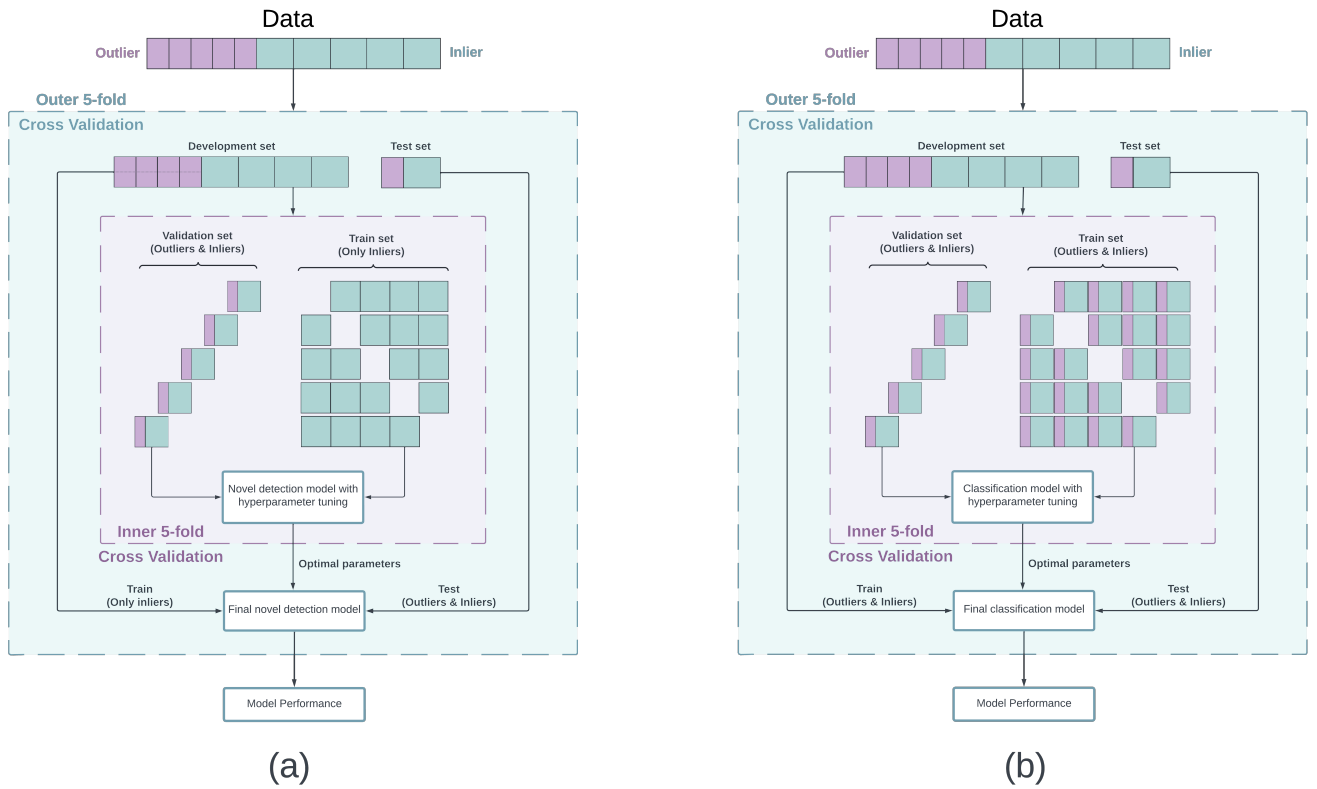 Data
Outlier
Inlier
Outer 5-fold
Cross Validation
Development set
Test set
Validation set
(Outliers & Inliers)
Train set
(Only Inliers)
Novel detection model with
hyperparameter tuning
Inner 5-fold
Cross Validation
Optimal parameters
Train
(Only inliers)
Final novel detection model
Test
(Outliers & Inliers)
Model Performance
(a)
Data
Outlier
Inlier
Outer 5-fold
Cross Validation
Development set
Test set
Validation set
(Outliers & Inliers)
Train set
(Outliers & Inliers)
Classification model with
hyperparameter tuning
Inner 5-fold
Cross Validation
Optimal parameters
Train
(Outliers & Inliers)
Final classification model
Test
(Outliers & Inliers)
Model Performance
(b)